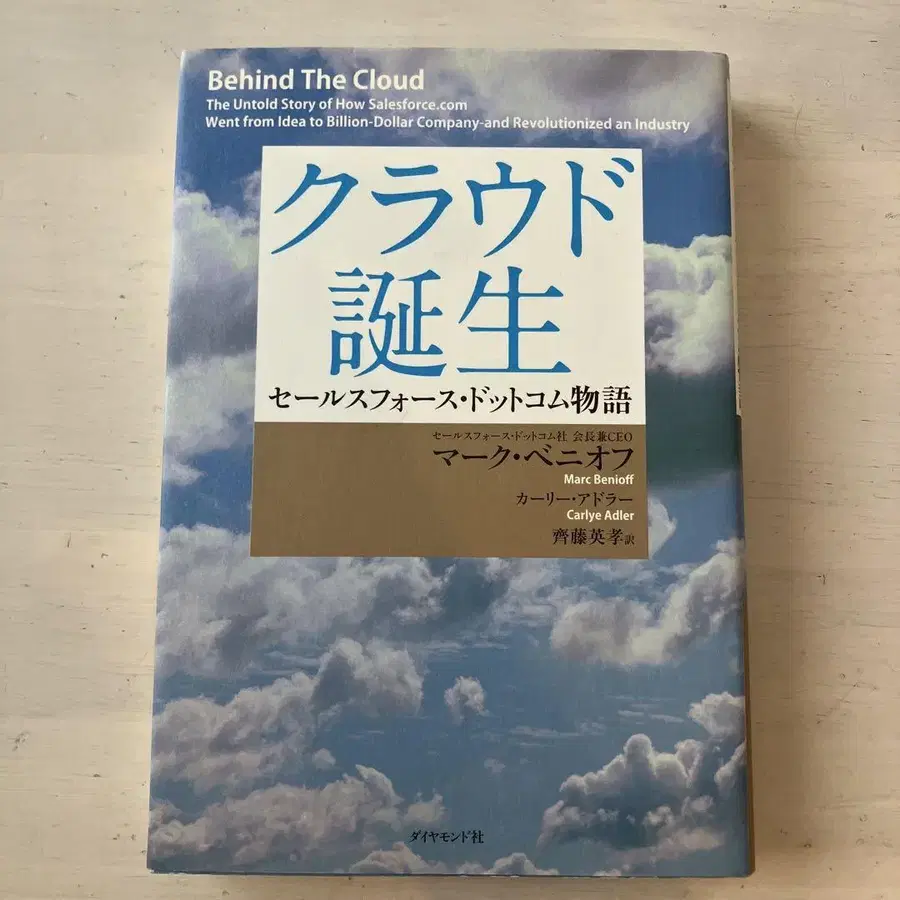 Behind The Cloud
The Untold Story of How Salesforce.com
Went from Idea to Billion-Dollar Company-and Revolutionized an Industry
クラウド
誕生
セールスフォース・ドットコム物語
セールスフォース・ドットコム社 会長兼CEO
マーク・ベニオフ
Marc Benioff
カーリー・アドラー
Carlye Adler
齊藤英孝訳
ダイヤモンド社